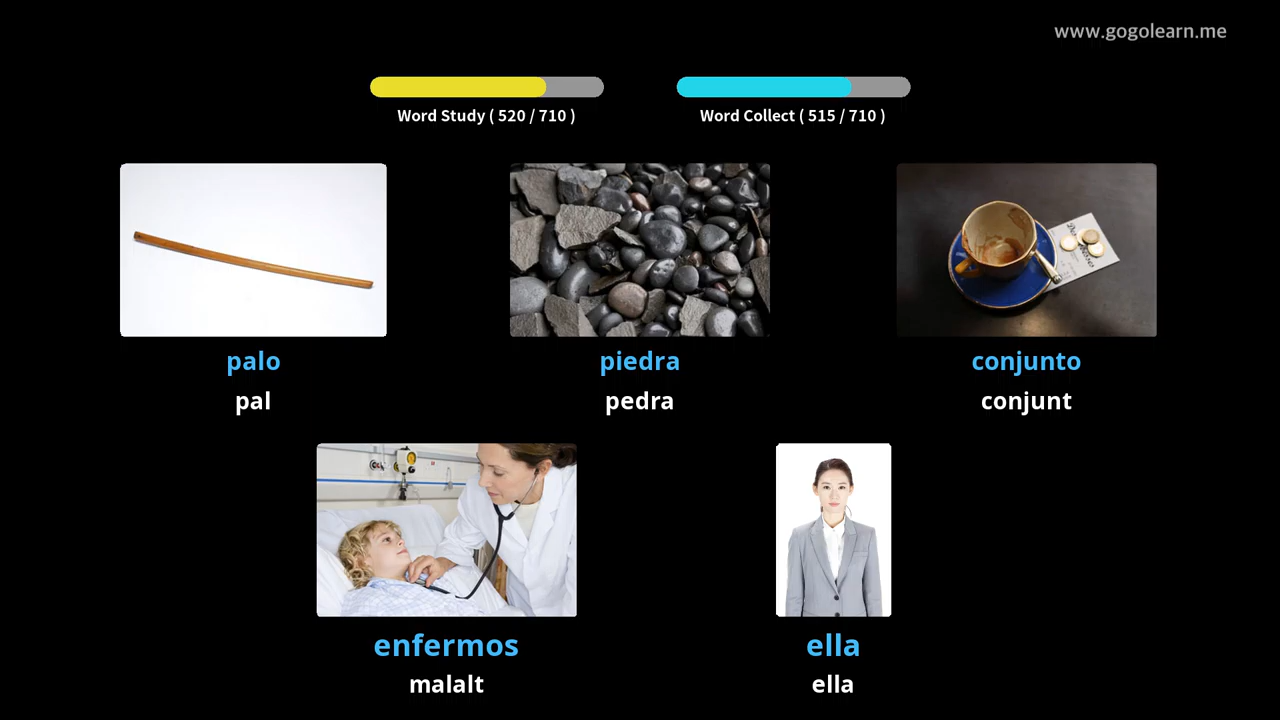 www.gogolearn.me
Word Study ( 520 / 710 )
Word Collect ( 515 / 710 )
palo
pal
piedra
pedra
conjunto
conjunt
enfermos
malalt
ella
ella